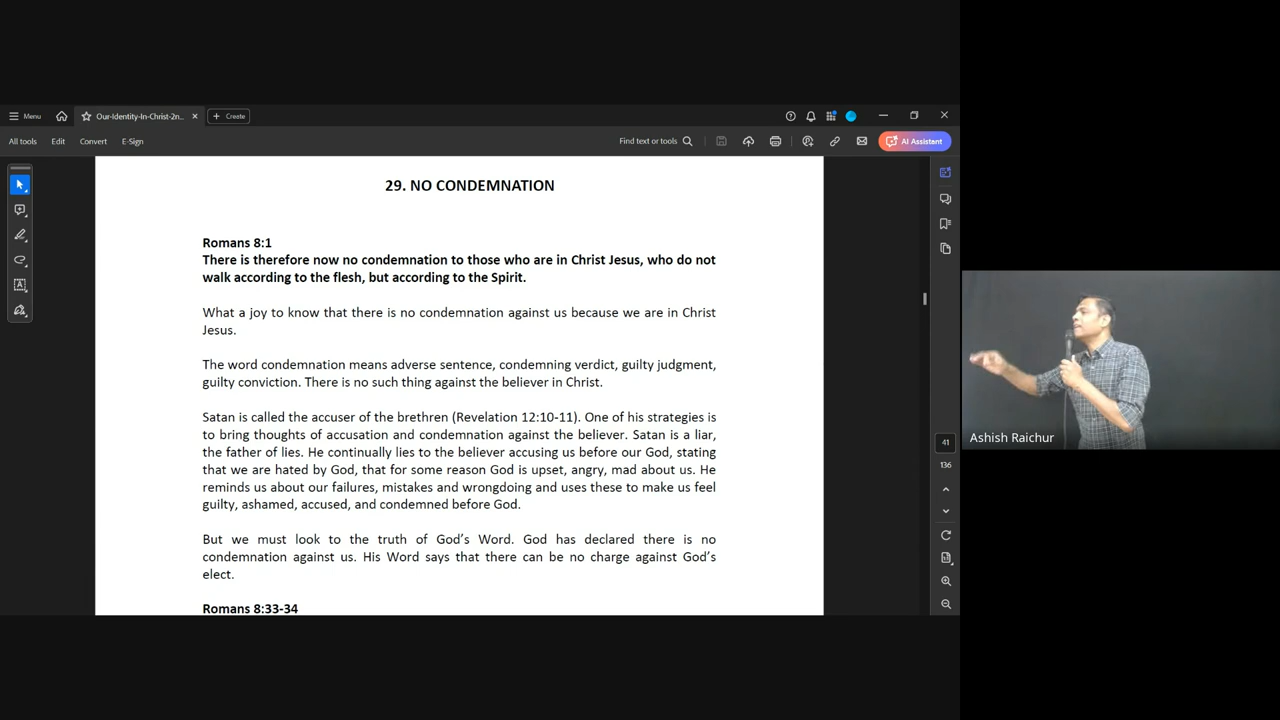 Menu
Our-Identity-In-Christ-2n...
Create
All tools
Edit
Convert
E-Sign
Find text or tools
AI Assistant
29. NO CONDEMNATION
Romans 8:1
There is therefore now no condemnation to those who are in Christ Jesus, who do not
walk according to the flesh, but according to the Spirit.
What a joy to know that there is no condemnation against us because we are in Christ
Jesus.
The word condemnation means adverse sentence, condemning verdict, guilty judgment,
guilty conviction. There is no such thing against the believer in Christ.
Satan is called the accuser of the brethren (Revelation 12:10-11). One of his strategies is
to bring thoughts of accusation and condemnation against the believer. Satan is a liar,
the father of lies. He continually lies to the believer accusing us before our God, stating
that we are hated by God, that for some reason God is upset, angry, mad about us. He
reminds us about our failures, mistakes and wrongdoing and uses these to make us feel
guilty, ashamed, accused, and condemned before God.
But we must look to the truth of God's Word. God has declared there is no
condemnation against us. His Word says that there can be no charge against God's
elect.
Romans 8:33-34
41
136
Ashish Raichur